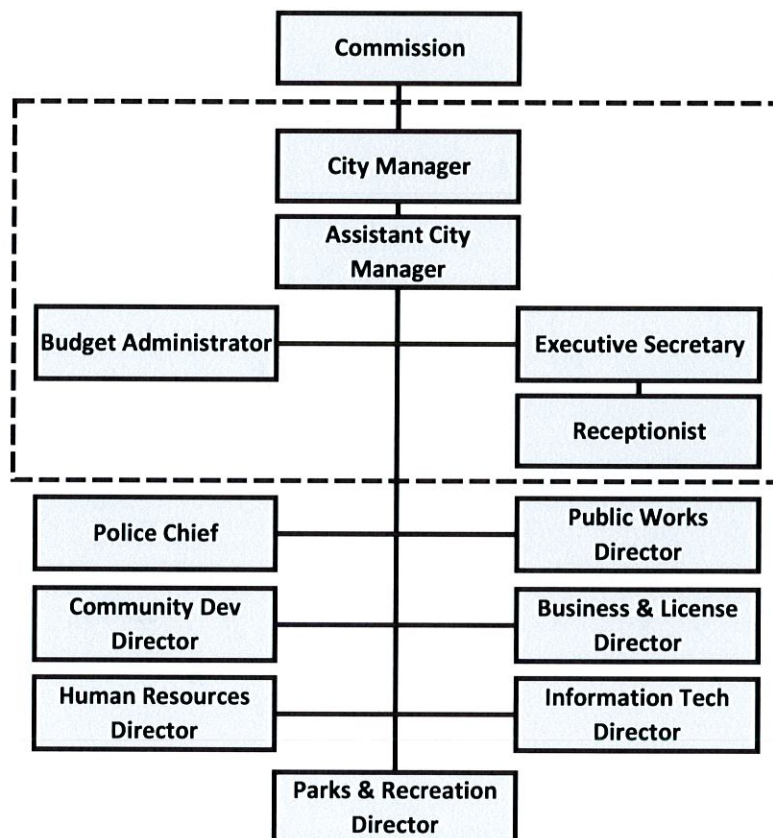 Commission
City Manager
Assistant City
Manager
Budget Administrator
Executive Secretary
Receptionist
Police Chief
Public Works
Director
Community Dev
Director
Business & License
Director
Human Resources
Director
Information Tech
Director
Parks & Recreation
Director